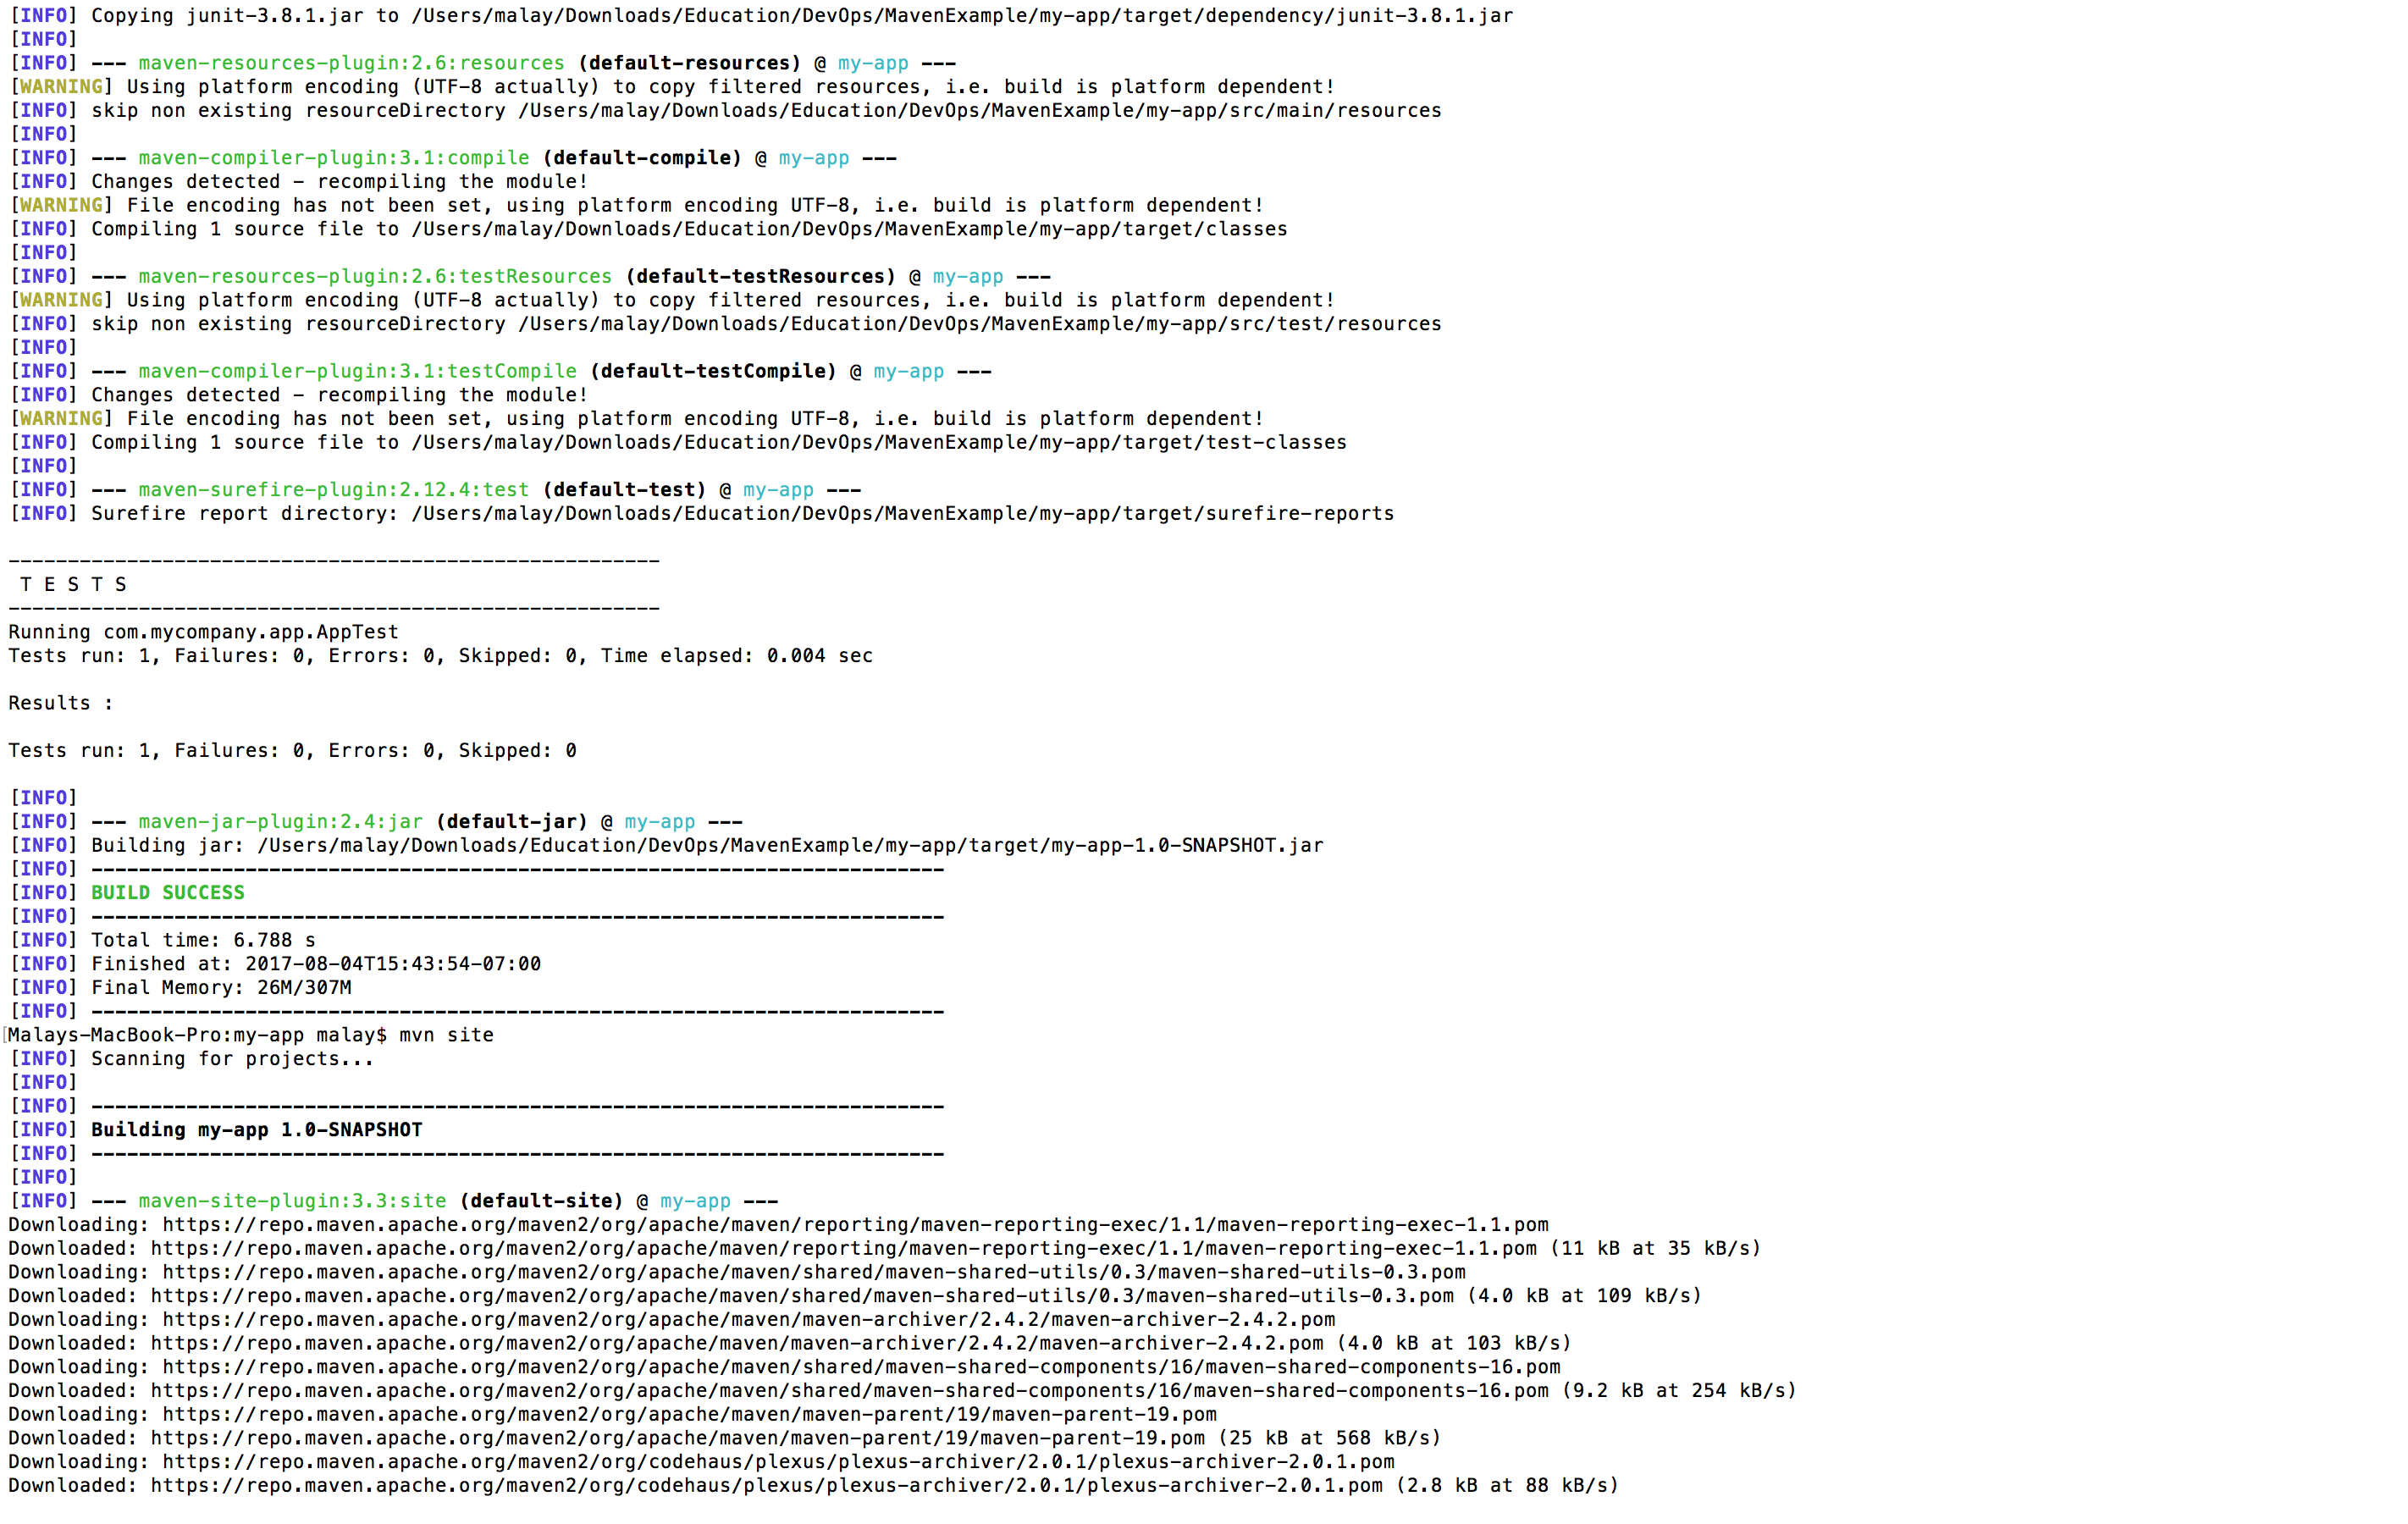 [INFO] Copying junit-3.8.1.jar to /Users/malay/Downloads/Education/DevOps/MavenExample/my-app/target/dependency/junit-3.8.1.jar
[INFO]
[INFO] --- maven-resources-plugin:2.6:resources (default-resources) @ my-app ---
[WARNING] Using platform encoding (UTF-8 actually) to copy filtered resources, i.e. build is platform dependent!
[INFO] skip non existing resourceDirectory /Users/malay/Downloads/Education/DevOps/MavenExample/my-app/src/main/resources
[INFO]
[INFO] --- maven-compiler-plugin:3.1:compile (default-compile) @ my-app ---
[INFO] Changes detected - recompiling the module!
[WARNING] File encoding has not been set, using platform encoding UTF-8, i.e. build is platform dependent!
[INFO] Compiling 1 source file to /Users/malay/Downloads/Education/DevOps/MavenExample/my-app/target/classes
[INFO]
[INFO] --- maven-resources-plugin:2.6:testResources (default-testResources) @ my-app ---
[WARNING] Using platform encoding (UTF-8 actually) to copy filtered resources, i.e. build is platform dependent!
[INFO] skip non existing resourceDirectory /Users/malay/Downloads/Education/DevOps/MavenExample/my-app/src/test/resources
[INFO]
[INFO] --- maven-compiler-plugin:3.1:testCompile (default-testCompile) @ my-app ---
[INFO] Changes detected - recompiling the module!
[WARNING] File encoding has not been set, using platform encoding UTF-8, i.e. build is platform dependent!
[INFO] Compiling 1 source file to /Users/malay/Downloads/Education/DevOps/MavenExample/my-app/target/test-classes
[INFO]
[INFO] --- maven-surefire-plugin:2.12.4:test (default-test) @ my-app ---
[INFO] Surefire report directory: /Users/malay/Downloads/Education/DevOps/MavenExample/my-app/target/surefire-reports
-------------------------------------------------------
 T E S T S
-------------------------------------------------------
Running com.mycompany.app.AppTest
Tests run: 1, Failures: 0, Errors: 0, Skipped: 0, Time elapsed: 0.004 sec
Results :
Tests run: 1, Failures: 0, Errors: 0, Skipped: 0
[INFO]
[INFO] --- maven-jar-plugin:2.4:jar (default-jar) @ my-app ---
[INFO] Building jar: /Users/malay/Downloads/Education/DevOps/MavenExample/my-app/target/my-app-1.0-SNAPSHOT.jar
[INFO] ------------------------------------------------------------------------
[INFO] BUILD SUCCESS
[INFO] ------------------------------------------------------------------------
[INFO] Total time: 6.788 s
[INFO] Finished at: 2017-08-04T15:43:54-07:00
[INFO] Final Memory: 26M/307M
[INFO] ------------------------------------------------------------------------
Malays-MacBook-Pro:my-app malay$ mvn site
[INFO] Scanning for projects...
[INFO]
[INFO] ------------------------------------------------------------------------
[INFO] Building my-app 1.0-SNAPSHOT
[INFO] ------------------------------------------------------------------------
[INFO]
[INFO] --- maven-site-plugin:3.3:site (default-site) @ my-app ---
Downloading: https://repo.maven.apache.org/maven2/org/apache/maven/reporting/maven-reporting-exec/1.1/maven-reporting-exec-1.1.pom
Downloaded: https://repo.maven.apache.org/maven2/org/apache/maven/reporting/maven-reporting-exec/1.1/maven-reporting-exec-1.1.pom (11 kB at 35 kB/s)
Downloading: https://repo.maven.apache.org/maven2/org/apache/maven/shared/maven-shared-utils/0.3/maven-shared-utils-0.3.pom
Downloaded: https://repo.maven.apache.org/maven2/org/apache/maven/shared/maven-shared-utils/0.3/maven-shared-utils-0.3.pom (4.0 kB at 109 kB/s)
Downloading: https://repo.maven.apache.org/maven2/org/apache/maven/maven-archiver/2.4.2/maven-archiver-2.4.2.pom
Downloaded: https://repo.maven.apache.org/maven2/org/apache/maven/maven-archiver/2.4.2/maven-archiver-2.4.2.pom (4.0 kB at 103 kB/s)
Downloading: https://repo.maven.apache.org/maven2/org/apache/maven/shared/maven-shared-components/16/maven-shared-components-16.pom
Downloaded: https://repo.maven.apache.org/maven2/org/apache/maven/shared/maven-shared-components/16/maven-shared-components-16.pom (9.2 kB at 254 kB/s)
Downloading: https://repo.maven.apache.org/maven2/org/apache/maven/maven-parent/19/maven-parent-19.pom
Downloaded: https://repo.maven.apache.org/maven2/org/apache/maven/maven-parent/19/maven-parent-19.pom (25 kB at 568 kB/s)
Downloading: https://repo.maven.apache.org/maven2/org/codehaus/plexus/plexus-archiver/2.0.1/plexus-archiver-2.0.1.pom
Downloaded: https://repo.maven.apache.org/maven2/org/codehaus/plexus/plexus-archiver/2.0.1/plexus-archiver-2.0.1.pom (2.8 kB at 88 kB/s)